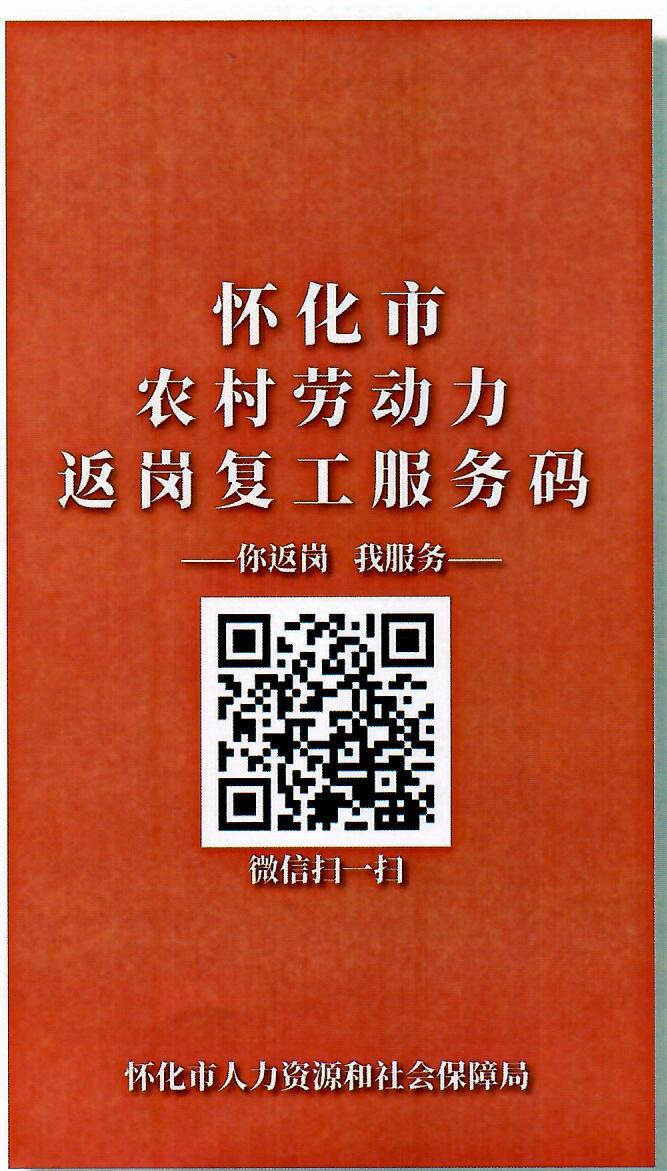 怀化市
农村劳动力
返岗复工服务码
——你返岗 我服务——
微信扫一扫
怀化市人力资源和社会保障局